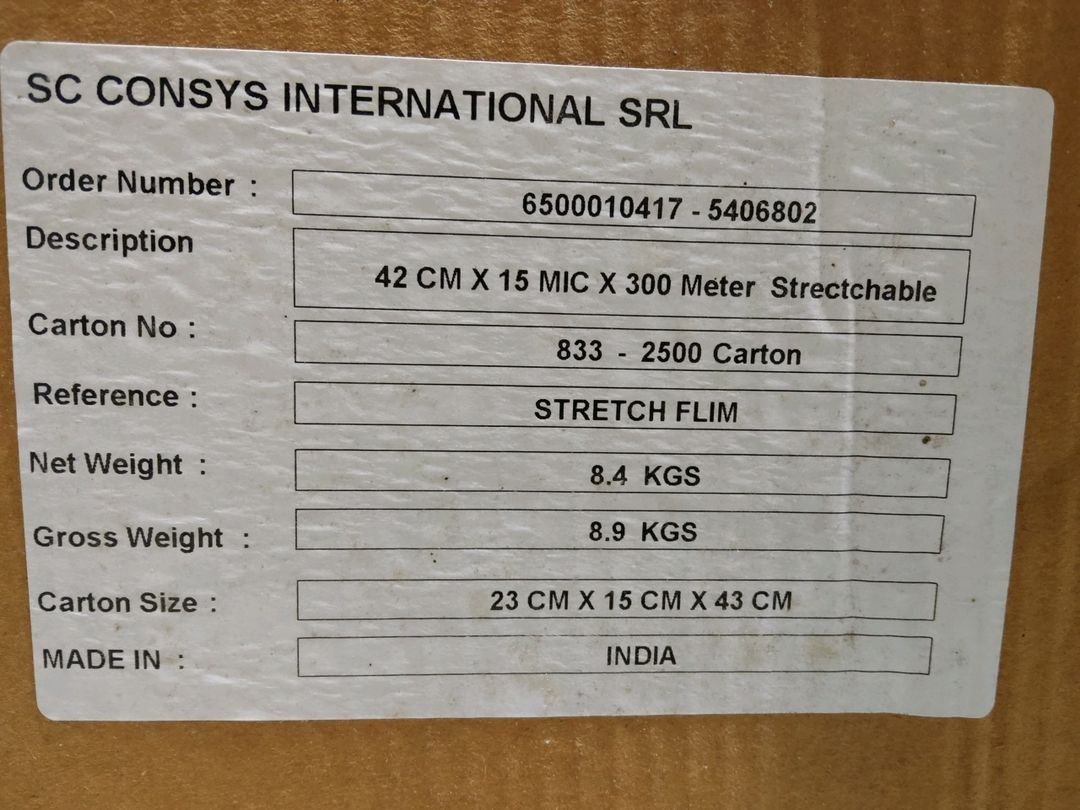 SC CONSYS INTERNATIONAL SRL
Order Number : 6500010417 - 5406802
Description 42 CM X 15 MIC X 300 Meter Strectchable
Carton No : 833 - 2500 Carton
Reference : STRETCH FLIM
Net Weight : 8.4 KGS
Gross Weight : 8.9 KGS
Carton Size : 23 CM X 15 CM X 43 CM
MADE IN : INDIA